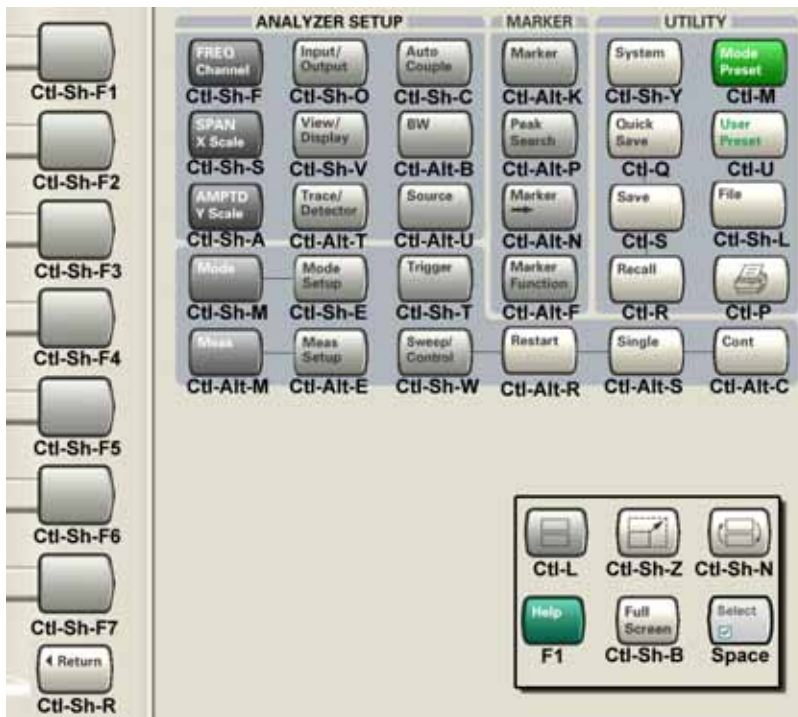 ANALYZER SETUP
MARKER
UTILITY
FREQ
Channel
Ctl-Sh-F
Input/
Output
Ctl-Sh-O
Auto
Couple
Ctl-Sh-C
Marker
Ctl-Alt-K
System
Ctl-Sh-Y
Mode
Preset
Ctl-M
SPAN
X Scale
Ctl-Sh-S
View/
Display
Ctl-Sh-V
BW
Ctl-Alt-B
Peak
Search
Ctl-Alt-P
Quick
Save
Ctl-Q
User
Preset
Ctl-U
AMPTD
Y Scale
Ctl-Sh-A
Trace/
Detector
Ctl-Alt-T
Source
Ctl-Alt-U
Marker
Ctl-Alt-N
Save
Ctl-S
File
Ctl-Sh-L
Mode
Ctl-Sh-M
Mode
Setup
Ctl-Sh-E
Trigger
Ctl-Sh-T
Marker
Function
Ctl-Alt-F
Recall
Ctl-R
Ctl-P
Meas
Ctl-Alt-M
Meas
Setup
Ctl-Alt-E
Sweep/
Control
Ctl-Sh-W
Restart
Ctl-Alt-R
Single
Ctl-Alt-S
Cont
Ctl-Alt-C
Ctl-Sh-F1
Ctl-Sh-F2
Ctl-Sh-F3
Ctl-Sh-F4
Ctl-Sh-F5
Ctl-Sh-F6
Ctl-Sh-F7
Return
Ctl-Sh-R
Ctl-L
Ctl-Sh-Z
Ctl-Sh-N
Help
F1
Full
Screen
Ctl-Sh-B
Select
Space